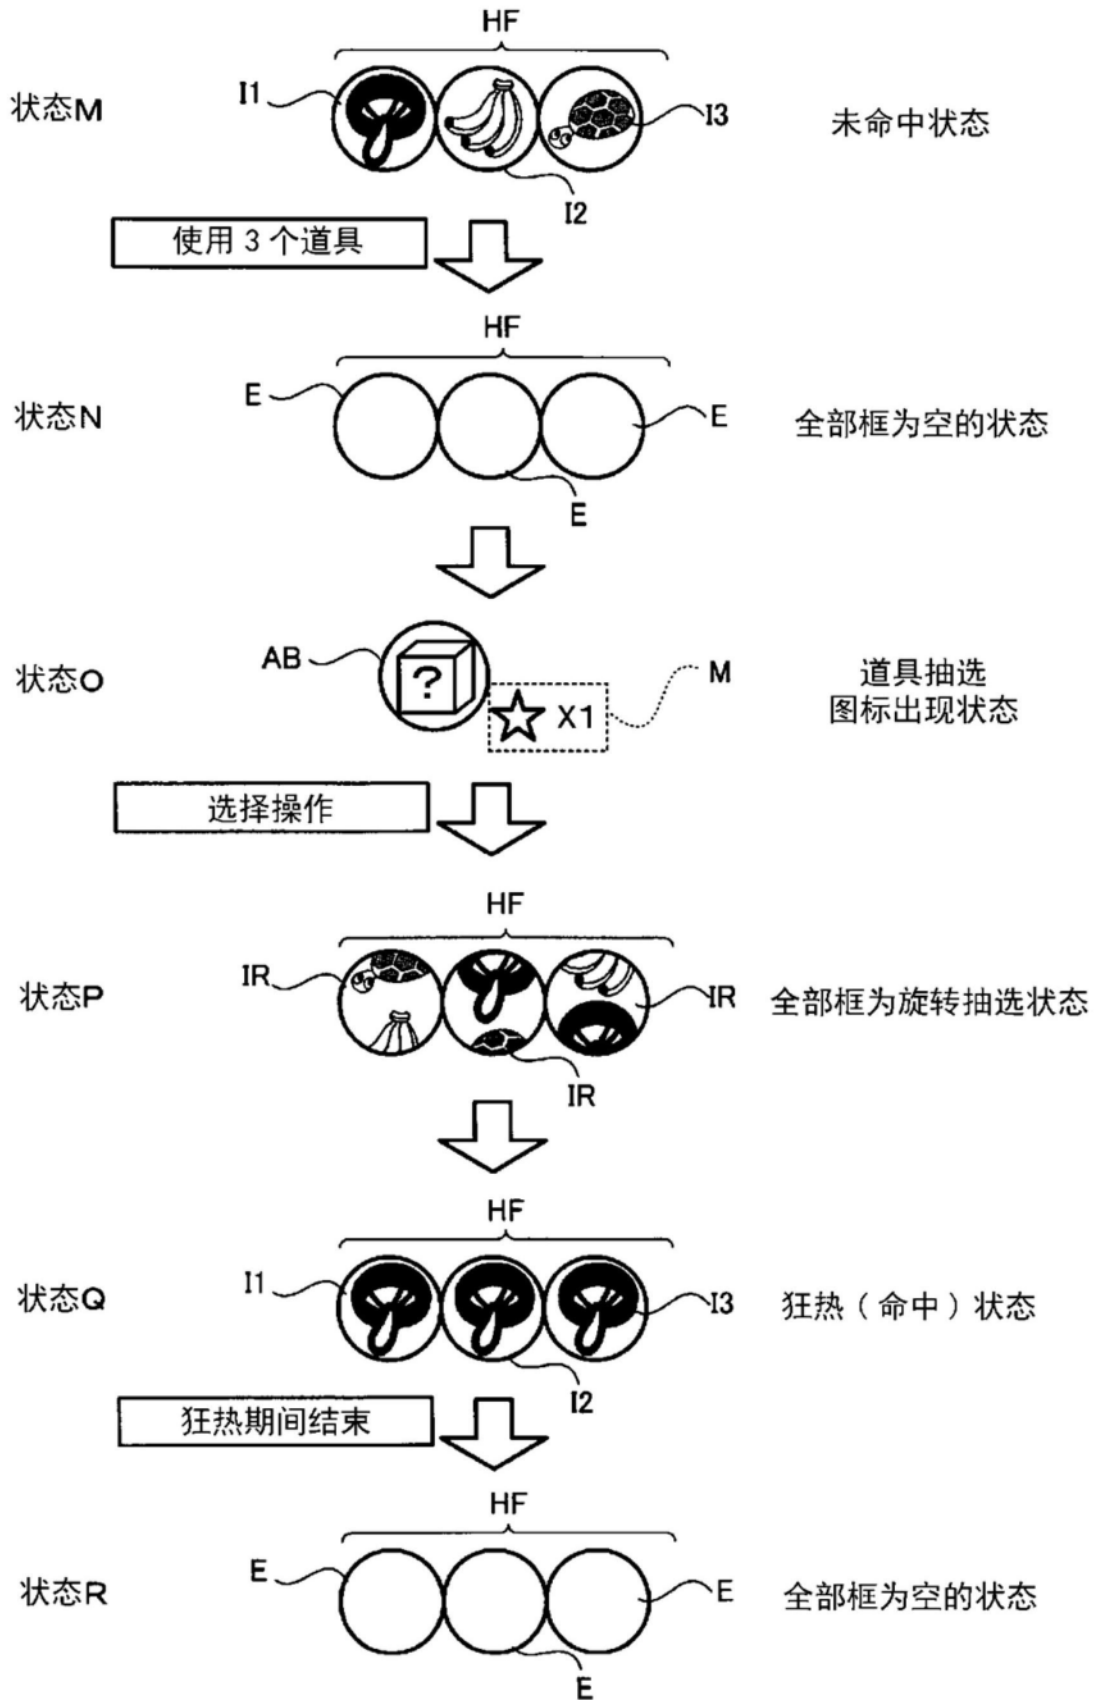 HF
状态M
I1
I3
未命中状态
I2
使用 3 个道具
HF
状态N
E
E
全部框为空的状态
E
状态O
AB
?
X1
M
道具抽选
图标出现状态
选择操作
HF
状态P
IR
IR
全部框为旋转抽选状态
IR
HF
状态Q
I1
I3
狂热（命中）状态
I2
狂热期间结束
HF
状态R
E
E
全部框为空的状态
E